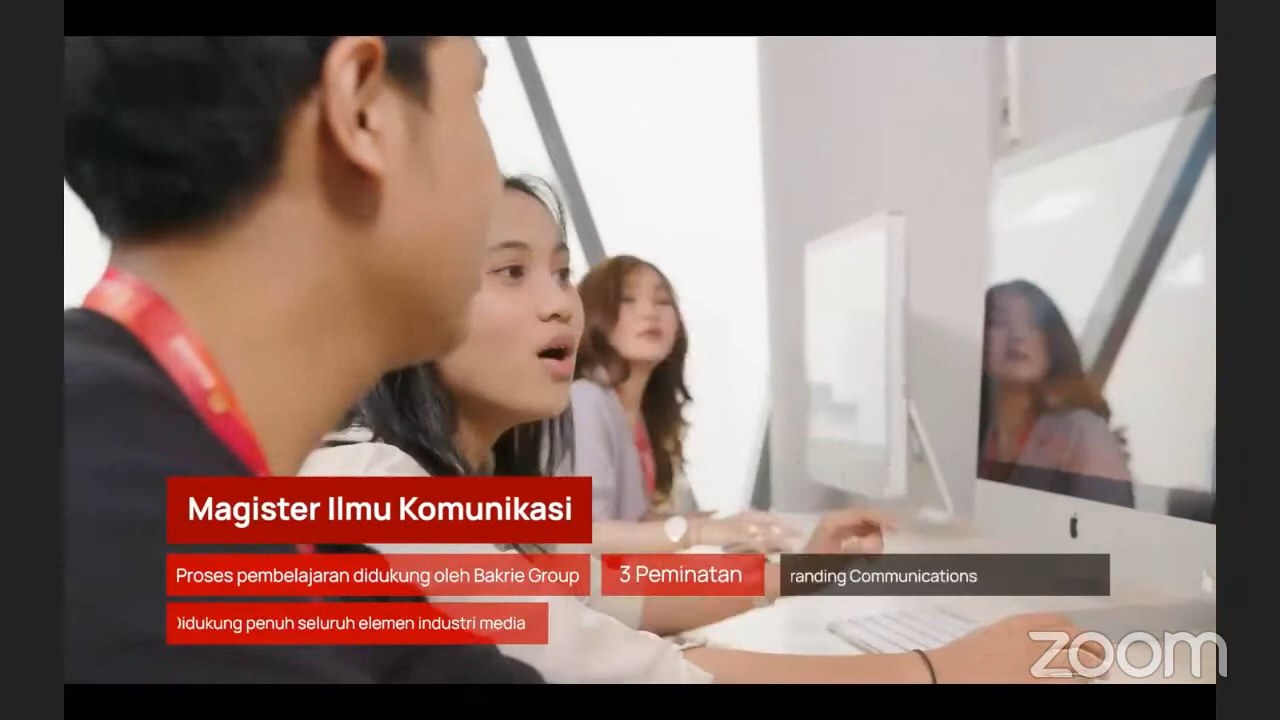 Magister Ilmu Komunikasi
Proses pembelajaran didukung oleh Bakrie Group
3 Peminatan
randing Communications
idukung penuh seluruh elemen industri media
zoom